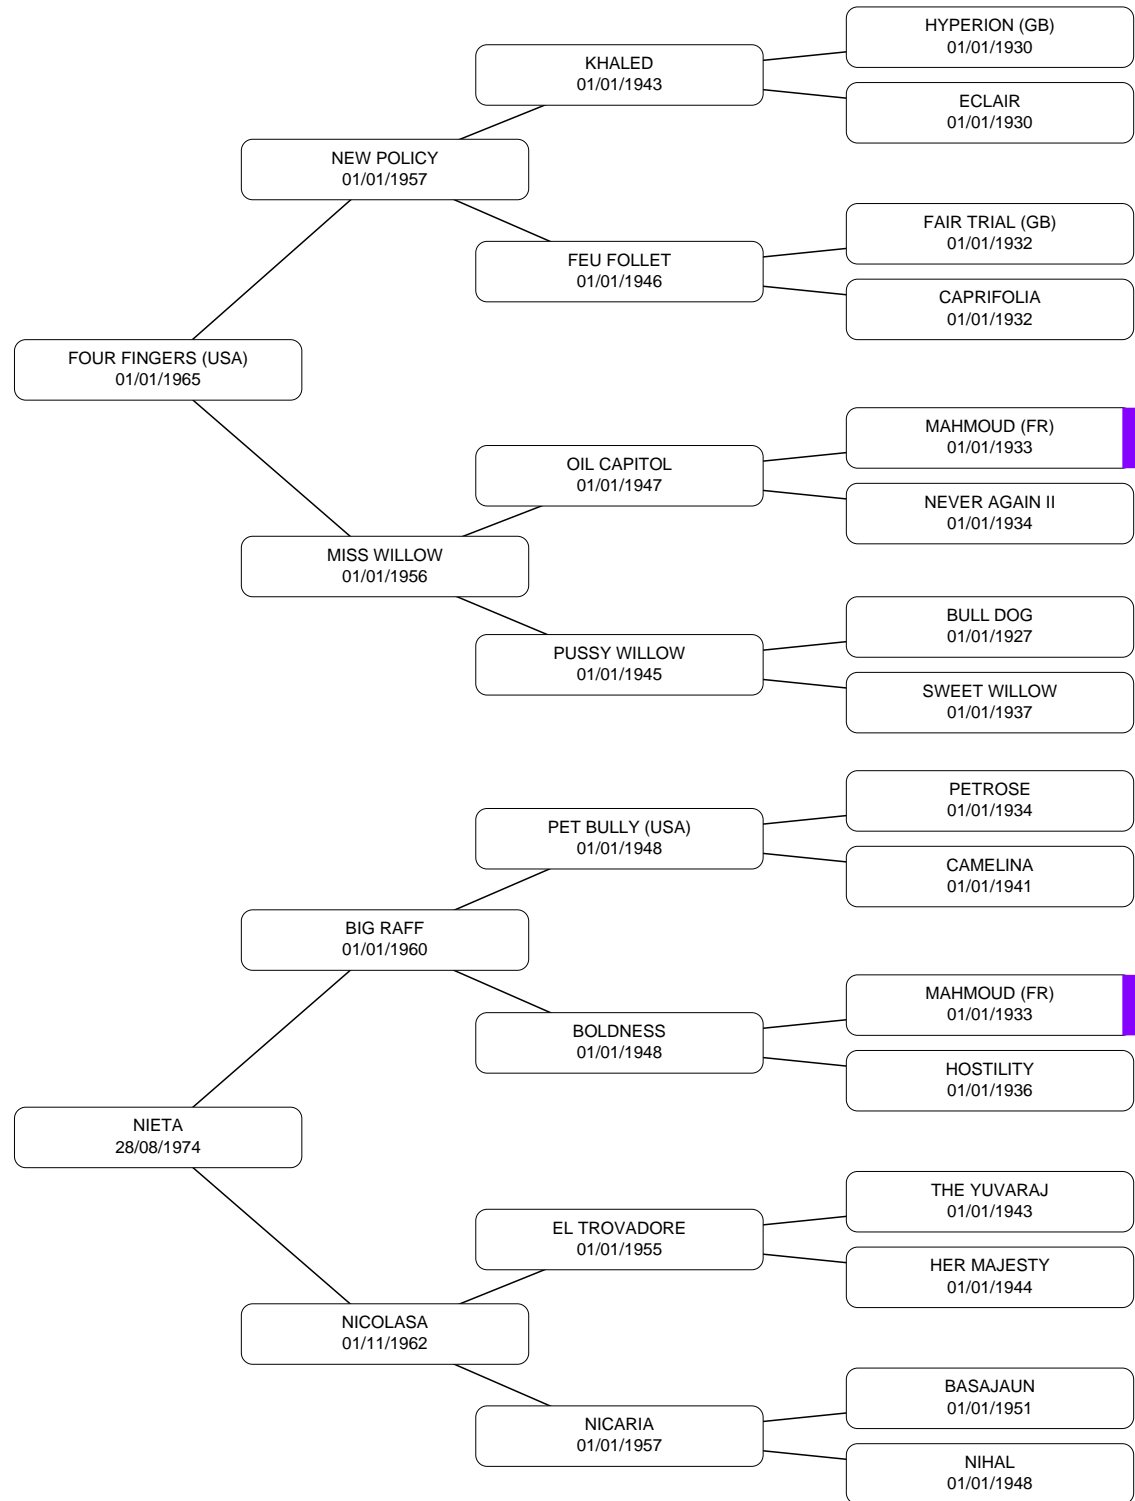 HYPERION (GB)
01/01/1930
KHALED
01/01/1943
ECLAIR
01/01/1930
NEW POLICY
01/01/1957
FAIR TRIAL (GB)
01/01/1932
FEU FOLLET
01/01/1946
CAPRIFOLIA
01/01/1932
FOUR FINGERS (USA)
01/01/1965
MAHMOUD (FR)
01/01/1933
OIL CAPITOL
01/01/1947
NEVER AGAIN II
01/01/1934
MISS WILLOW
01/01/1956
BULL DOG
01/01/1927
PUSSY WILLOW
01/01/1945
SWEET WILLOW
01/01/1937
PETROSE
01/01/1934
PET BULLY (USA)
01/01/1948
CAMELINA
01/01/1941
BIG RAFF
01/01/1960
MAHMOUD (FR)
01/01/1933
BOLDNESS
01/01/1948
HOSTILITY
01/01/1936
NIETA
28/08/1974
THE YUVARAJ
01/01/1943
EL TROVADORE
01/01/1955
HER MAJESTY
01/01/1944
NICOLASA
01/11/1962
BASAJAUN
01/01/1951
NICARIA
01/01/1957
NIHAL
01/01/1948